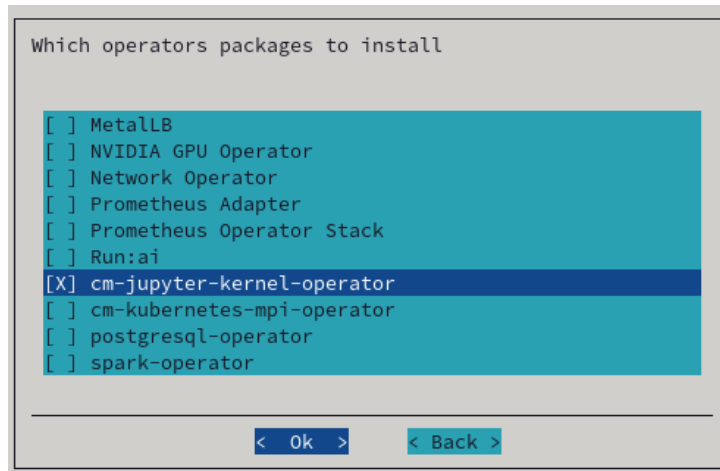 Which operators packages to install
[ ] MetalLB
[ ] NVIDIA GPU Operator
[ ] Network Operator
[ ] Prometheus Adapter
[ ] Prometheus Operator Stack
[ ] Run:ai
[X] cm-jupyter-kernel-operator
[ ] cm-kubernetes-mpi-operator
[ ] postgresql-operator
[ ] spark-operator
< Ok > < Back >